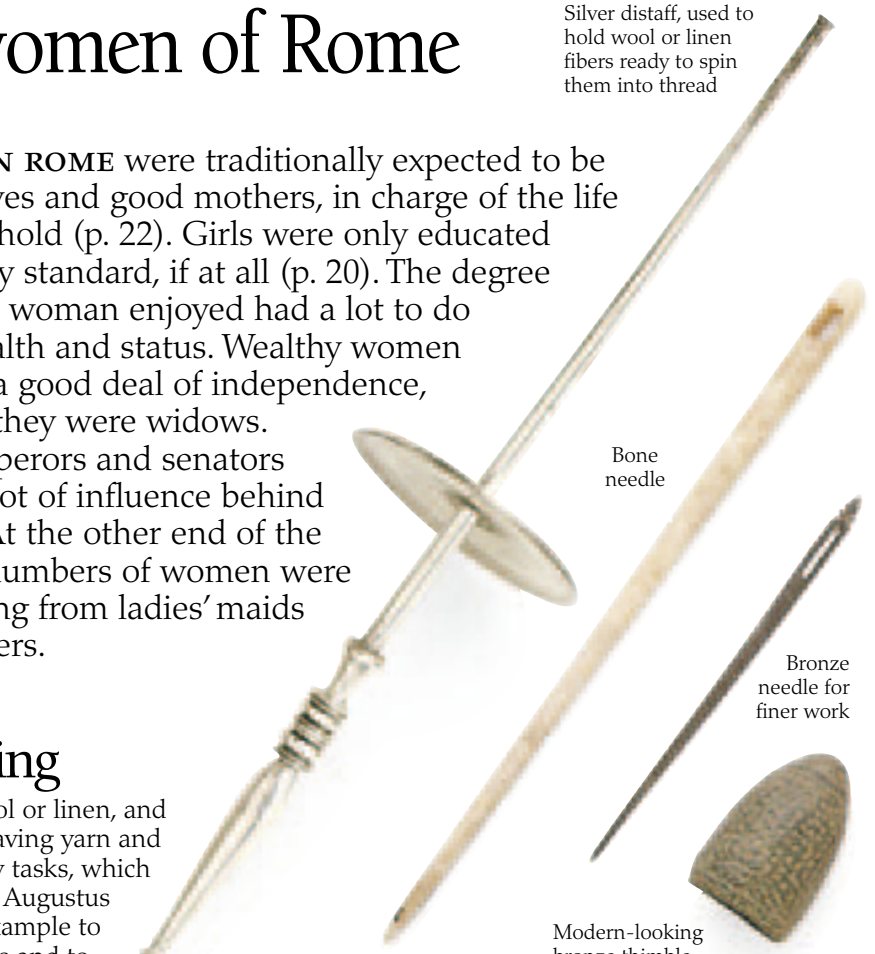 women of Rome
Silver distaff, used to
hold wool or linen
fibers ready to spin
them into thread
N ROME were traditionally expected to be
ves and good mothers, in charge of the life
hold (p. 22). Girls were only educated
y standard, if at all (p. 20). The degree
woman enjoyed had a lot to do
alth and status. Wealthy women
a good deal of independence,
they were widows.
perors and senators
lot of influence behind
At the other end of the
numbers of women were
ng from ladies’ maids
ers.
Bone
needle
Bronze
needle for
finer work
ing
ol or linen, and
aving yarn and
y tasks, which
Augustus
xample to
s and to
Modern-looking
bronze thimble